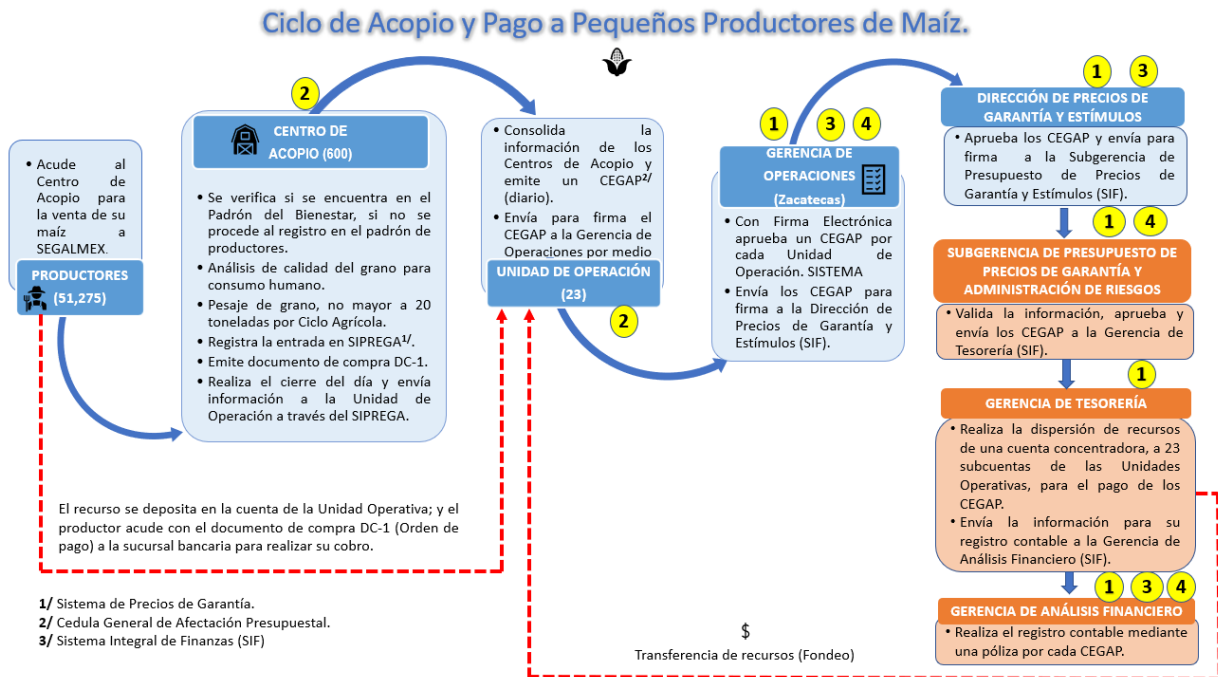 Ciclo de Acopio y Pago a Pequeños Productores de Maíz.
• Acude al
Centro de
Acopio para
la venta de su
maíz a
SEGALMEX.
PRODUCTORES
(51,275)
2
CENTRO DE
ACOPIO (600)
• Se verifica si se encuentra en el
Padrón del Bienestar, si no se
procede al registro en el padrón de
productores.
• Análisis de calidad del grano para
consumo humano.
• Pesaje de grano, no mayor a 20
toneladas por Ciclo Agrícola.
• Registra la entrada en SIPREGA1/.
• Emite documento de compra DC-1.
• Realiza el cierre del día y envía
información a la Unidad de
Operación a través del SIPREGA.
• Consolida la
información de los
Centros de Acopio y
emite un CEGAP2/
(diario).
• Envía para firma el
CEGAP a la Gerencia de
Operaciones por medio
UNIDAD DE OPERACIÓN
(23)
2
1 3 4
GERENCIA DE
OPERACIONES
(Zacatecas)
• Con Firma Electrónica
aprueba un CEGAP por
cada Unidad de
Operación. SISTEMA
• Envía los CEGAP para
firma a la Dirección de
Precios de Garantía y
Estímulos (SIF).
1 3
DIRECCIÓN DE PRECIOS DE
GARANTÍA Y ESTÍMULOS
• Aprueba los CEGAP y envía para
firma a la Subgerencia de
Presupuesto de Precios de
Garantía y Estímulos (SIF).
1 4
SUBGERENCIA DE PRESUPUESTO DE
PRECIOS DE GARANTÍA Y
ADMINISTRACIÓN DE RIESGOS
• Valida la información, aprueba y
envía los CEGAP a la Gerencia de
Tesorería (SIF).
1
GERENCIA DE TESORERÍA
• Realiza la dispersión de recursos
de una cuenta concentradora, a 23
subcuentas de las Unidades
Operativas, para el pago de los
CEGAP.
• Envía la información para su
registro contable a la Gerencia de
Análisis Financiero (SIF).
1 3 4
GERENCIA DE ANÁLISIS FINANCIERO
• Realiza el registro contable mediante
una póliza por cada CEGAP.
El recurso se deposita en la cuenta de la Unidad Operativa; y el
productor acude con el documento de compra DC-1 (Orden de
pago) a la sucursal bancaria para realizar su cobro.
1/ Sistema de Precios de Garantía.
2/ Cedula General de Afectación Presupuestal.
3/ Sistema Integral de Finanzas (SIF)
$
Transferencia de recursos (Fondeo)